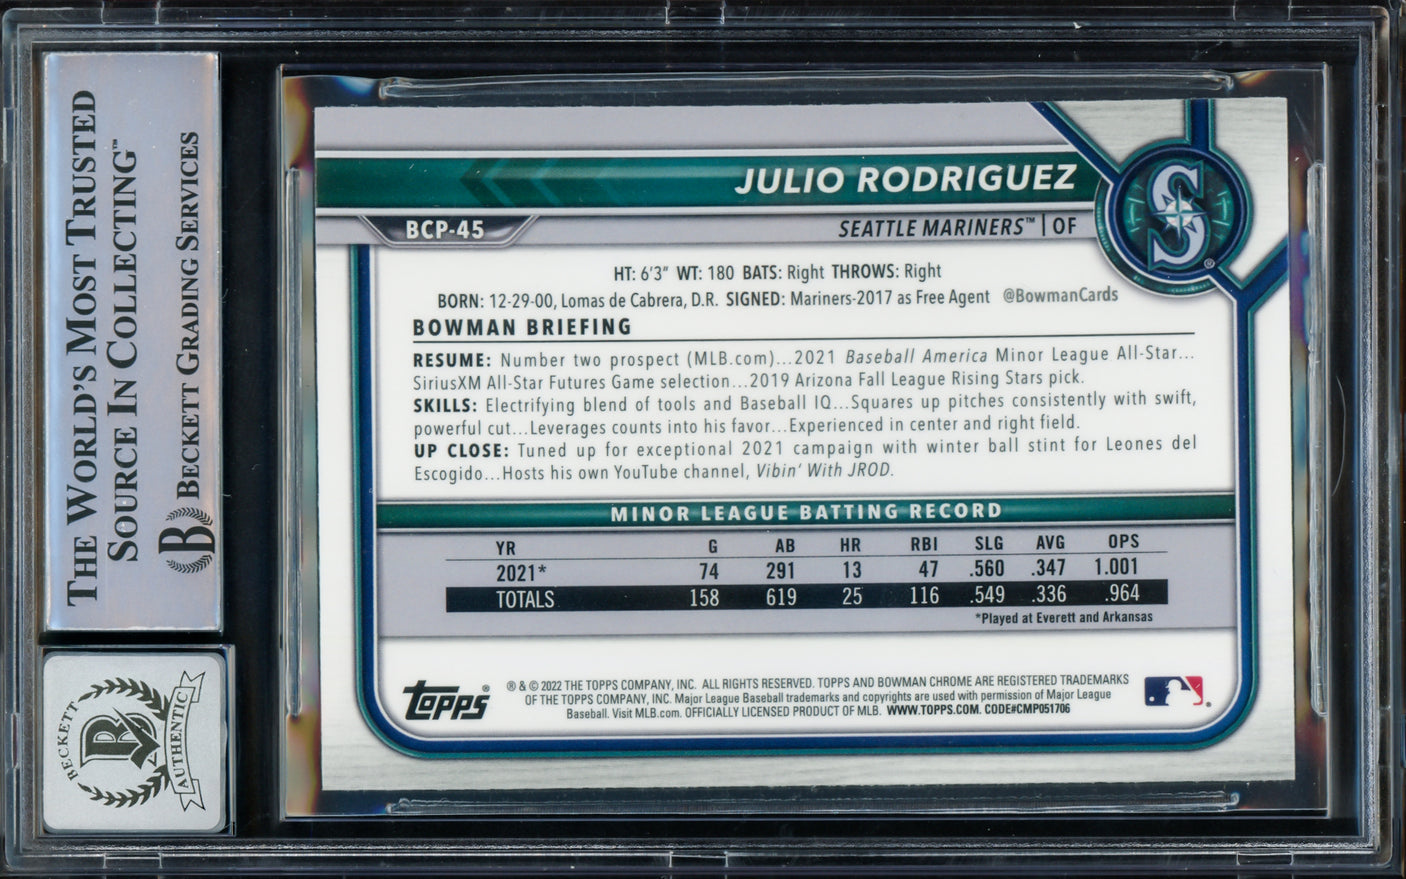 THE WORLD'S MOST TRUSTED
SOURCE IN COLLECTING™
B BECKETT GRADING SERVICES
BECKETT
B
AUTHENTIC
JULIO RODRIGUEZ
BCP-45
SEATTLE MARINERS™ | OF
S®
HT: 6'3" WT: 180 BATS: Right THROWS: Right
BORN: 12-29-00, Lomas de Cabrera, D.R. SIGNED: Mariners-2017 as Free Agent @BowmanCards
BOWMAN BRIEFING
RESUME: Number two prospect (MLB.com)...2021 Baseball America Minor League All-Star...
SiriusXM All-Star Futures Game selection...2019 Arizona Fall League Rising Stars pick.
SKILLS: Electrifying blend of tools and Baseball IQ...Squares up pitches consistently with swift,
powerful cut...Leverages counts into his favor...Experienced in center and right field.
UP CLOSE: Tuned up for exceptional 2021 campaign with winter ball stint for Leones del
Escogido...Hosts his own YouTube channel, Vibin' With JROD.
MINOR LEAGUE BATTING RECORD
YR G AB HR RBI SLG AVG OPS
2021* 74 291 13 47 .560 .347 1.001
TOTALS 158 619 25 116 .549 .336 .964
*Played at Everett and Arkansas
Topps®
® & © 2022 THE TOPPS COMPANY, INC. ALL RIGHTS RESERVED. TOPPS AND BOWMAN CHROME ARE REGISTERED TRADEMARKS
OF THE TOPPS COMPANY, INC. Major League Baseball trademarks and copyrights are used with permission of Major League
Baseball. Visit MLB.com. OFFICIALLY LICENSED PRODUCT OF MLB. WWW.TOPPS.COM. CODE#CMP051706